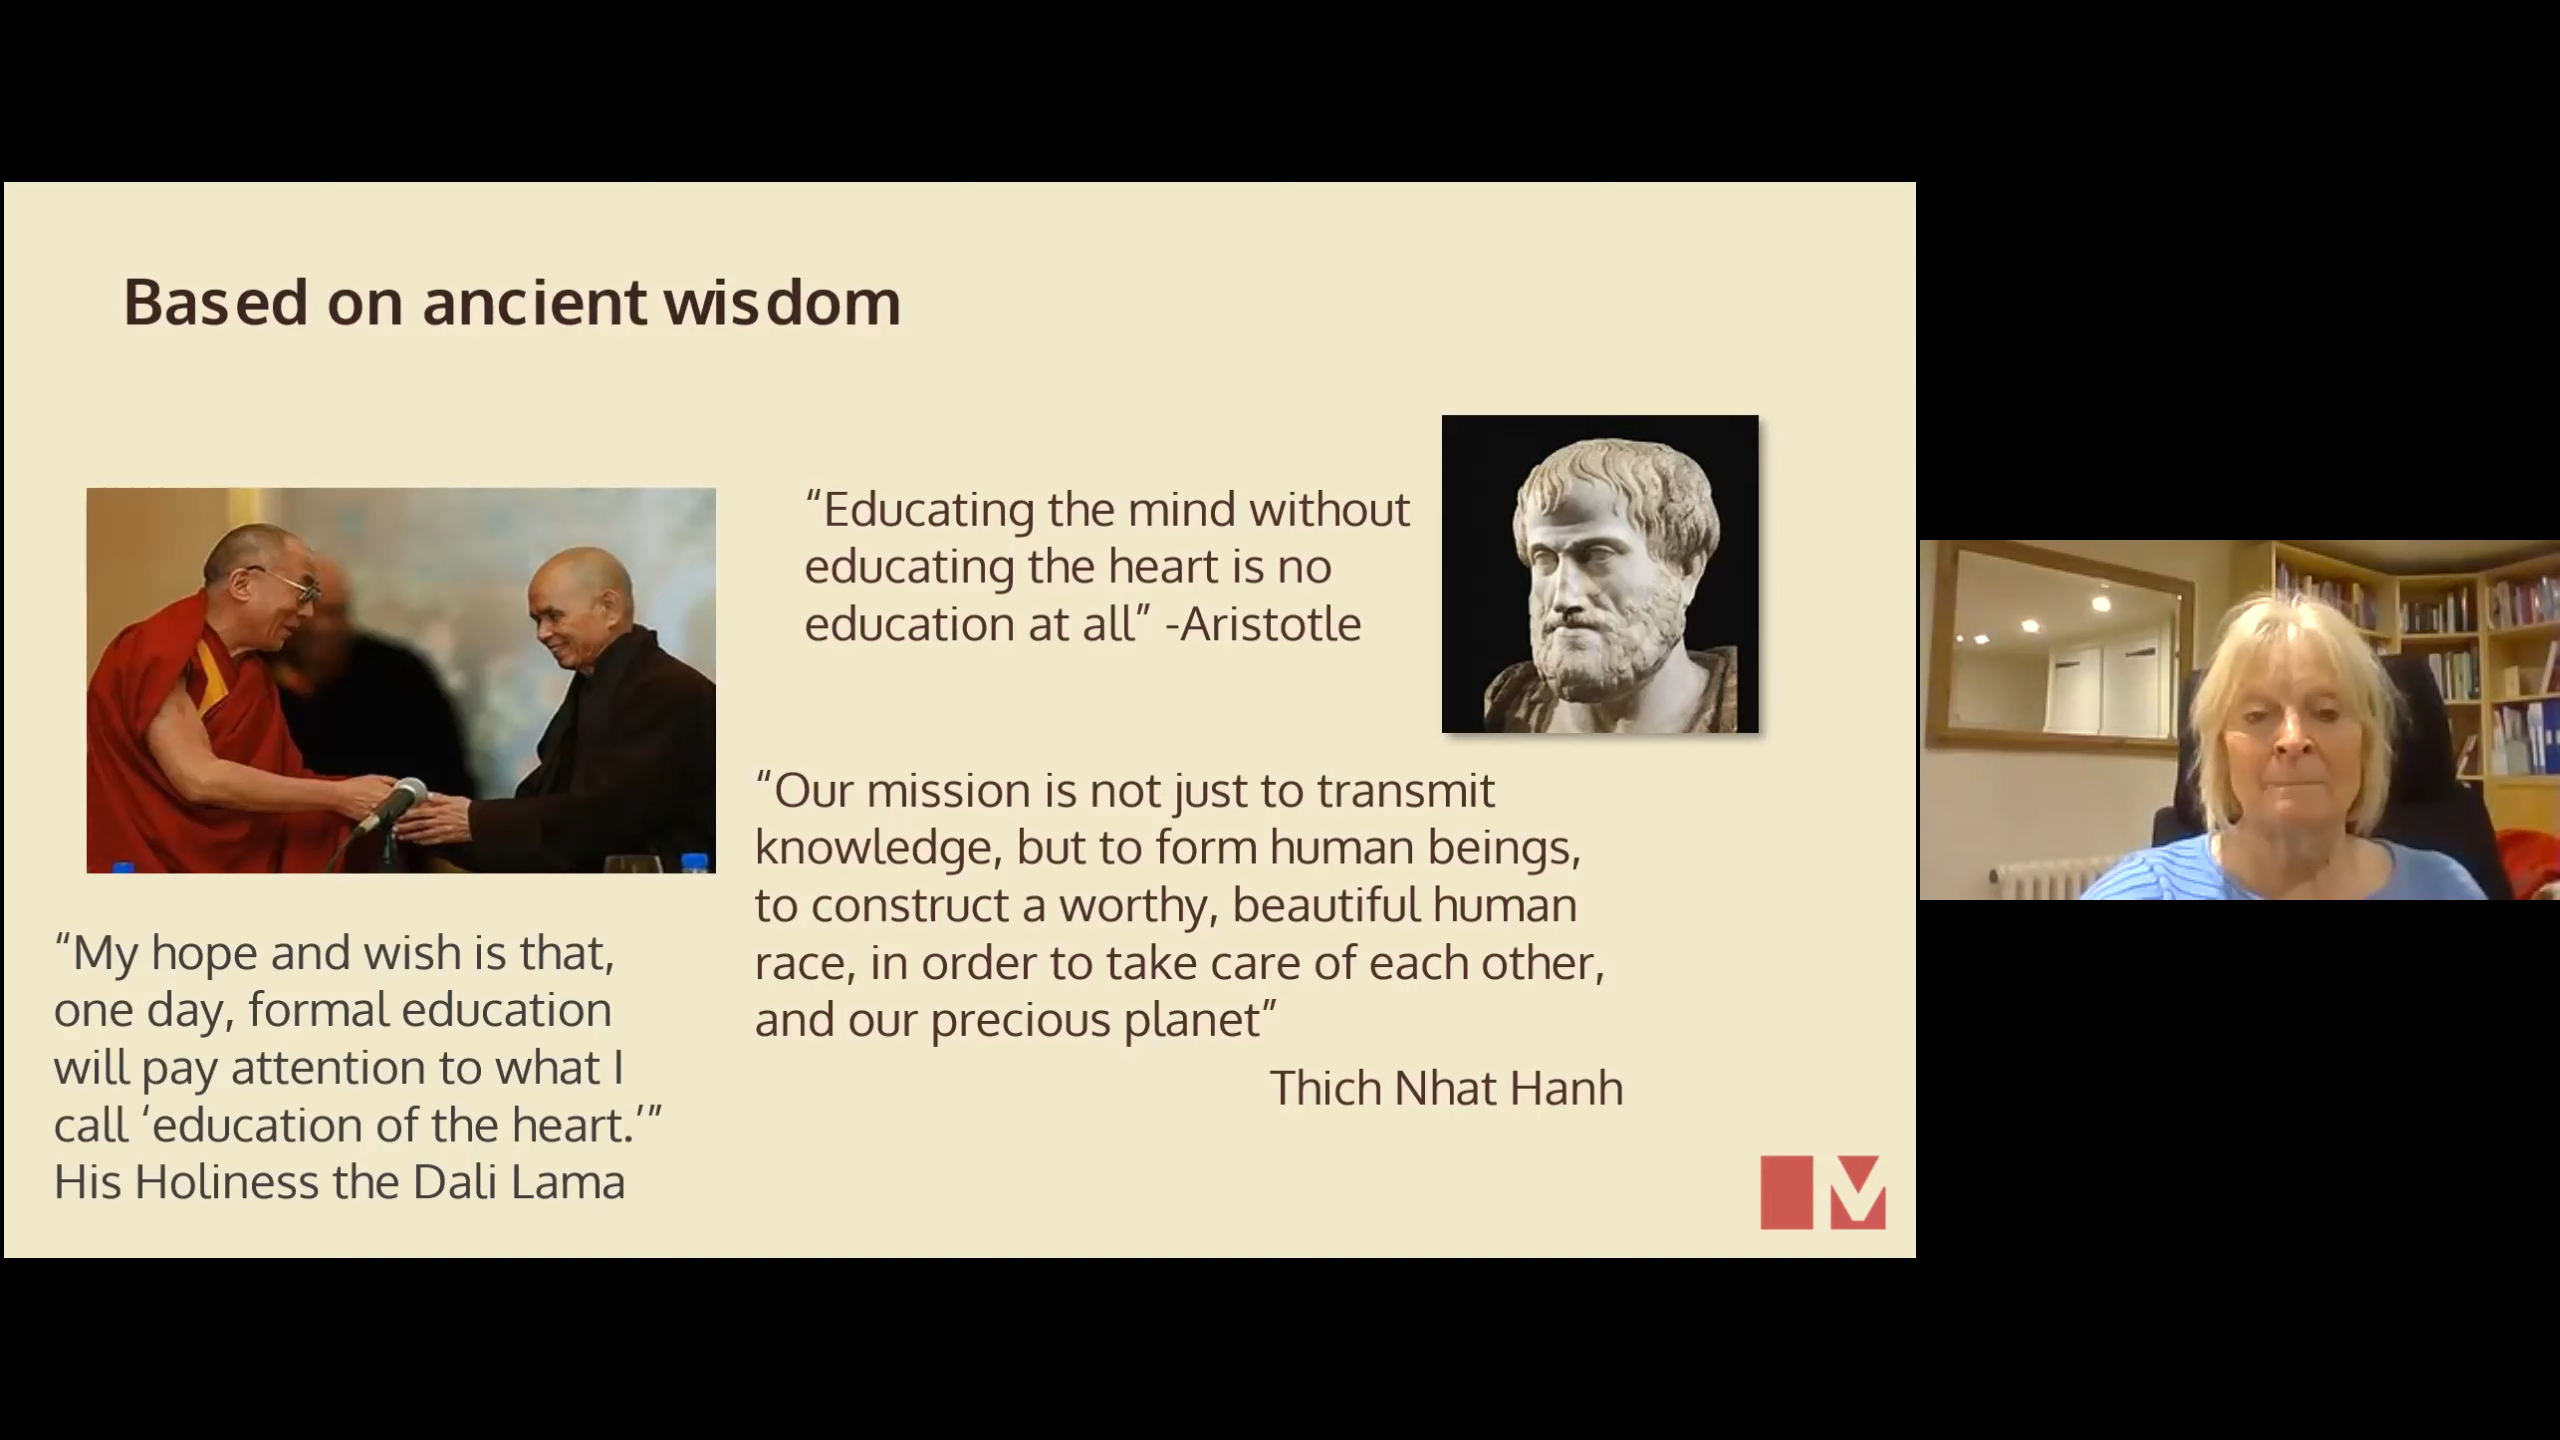 Based on ancient wisdom
“Educating the mind without
educating the heart is no
education at all” -Aristotle
“Our mission is not just to transmit
knowledge, but to form human beings,
to construct a worthy, beautiful human
race, in order to take care of each other,
and our precious planet”
Thich Nhat Hanh
“My hope and wish is that,
one day, formal education
will pay attention to what I
call ‘education of the heart.’”
His Holiness the Dali Lama